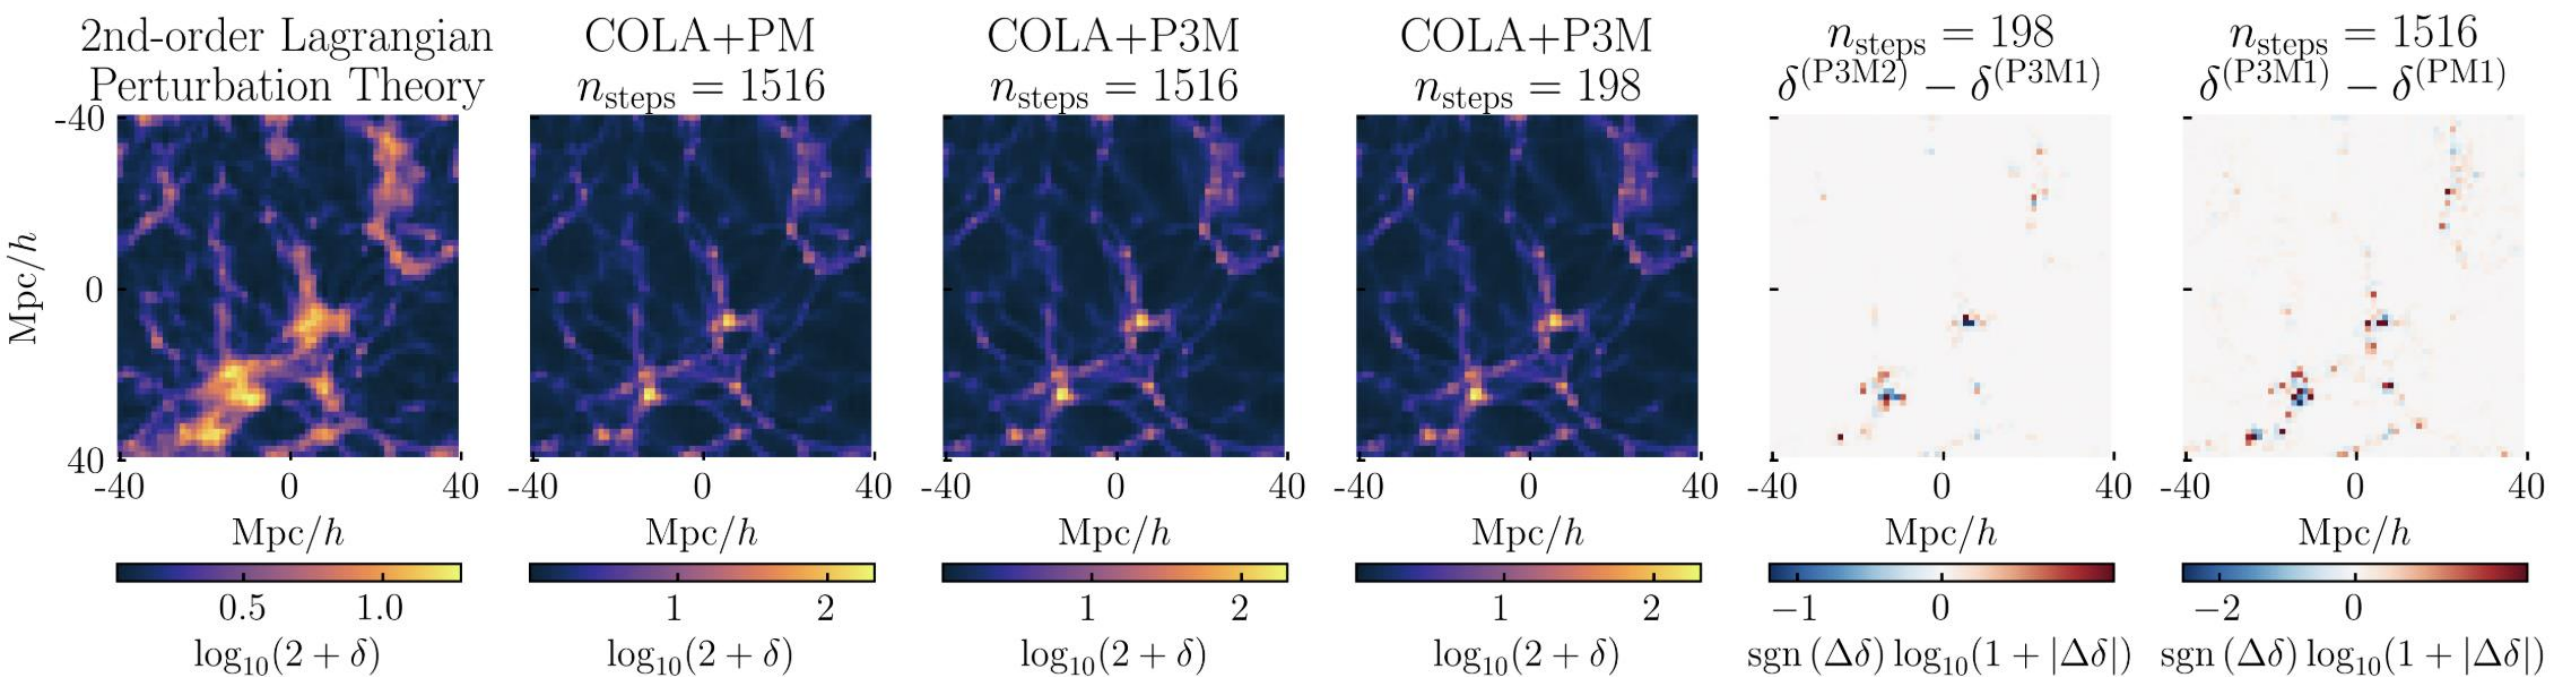 2nd-order Lagrangian
Perturbation Theory
COLA+PM
n_steps = 1516
COLA+P3M
n_steps = 1516
COLA+P3M
n_steps = 198
n_steps = 198
δ^(P3M2) − δ^(P3M1)
n_steps = 1516
δ^(P3M1) − δ^(PM1)
Mpc/h
-40
0
40
-40 0 40
Mpc/h
0.5 1.0
log₁₀(2 + δ)
-40 0 40
Mpc/h
1 2
log₁₀(2 + δ)
-40 0 40
Mpc/h
1 2
log₁₀(2 + δ)
-40 0 40
Mpc/h
1 2
log₁₀(2 + δ)
-40 0 40
Mpc/h
−1 0
sgn (Δδ) log₁₀(1 + |Δδ|)
-40 0 40
Mpc/h
−2 0
sgn (Δδ) log₁₀(1 + |Δδ|)